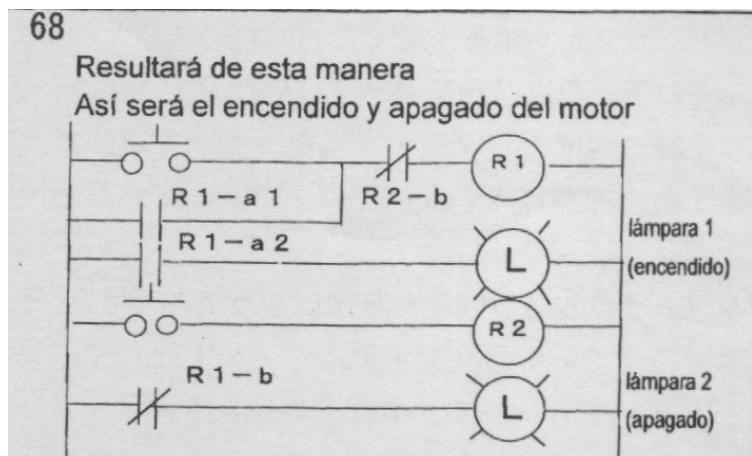 68
Resultará de esta manera
Así será el encendido y apagado del motor
R 1
R 1 – a 1
R 2 – b
R 1 – a 2
lámpara 1
L
(encendido)
R 2
R 1 – b
lámpara 2
L
(apagado)